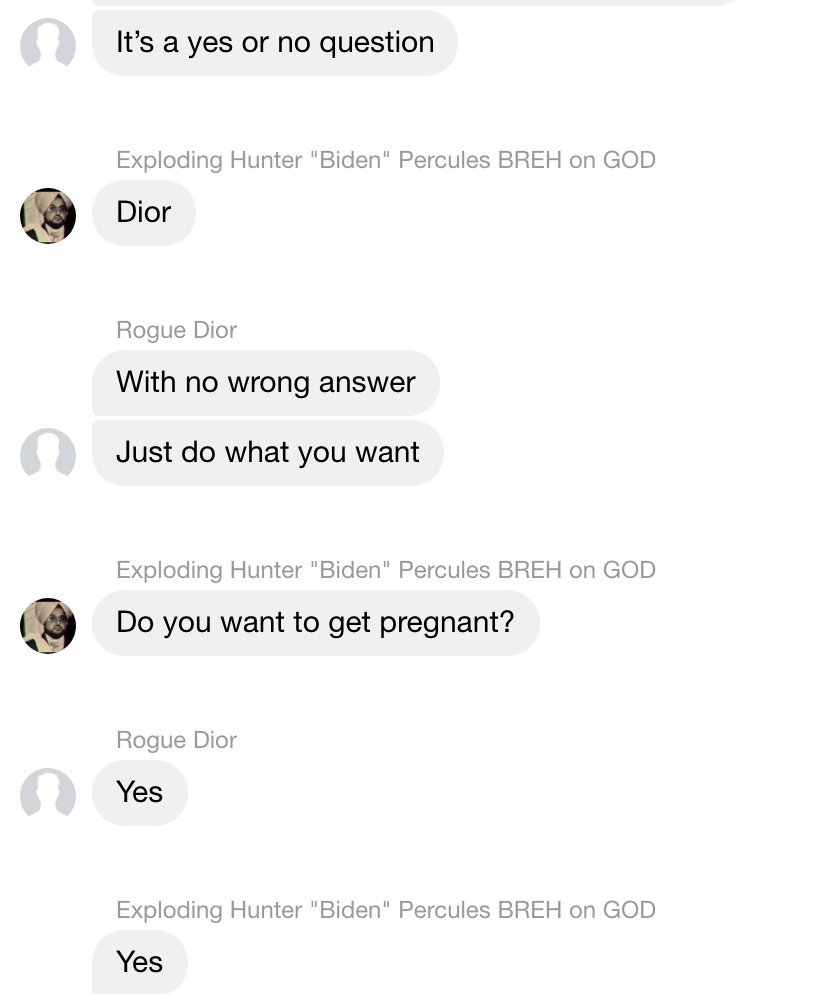 It’s a yes or no question
Exploding Hunter "Biden" Percules BREH on GOD
Dior
Rogue Dior
With no wrong answer
Just do what you want
Exploding Hunter "Biden" Percules BREH on GOD
Do you want to get pregnant?
Rogue Dior
Yes
Exploding Hunter "Biden" Percules BREH on GOD
Yes